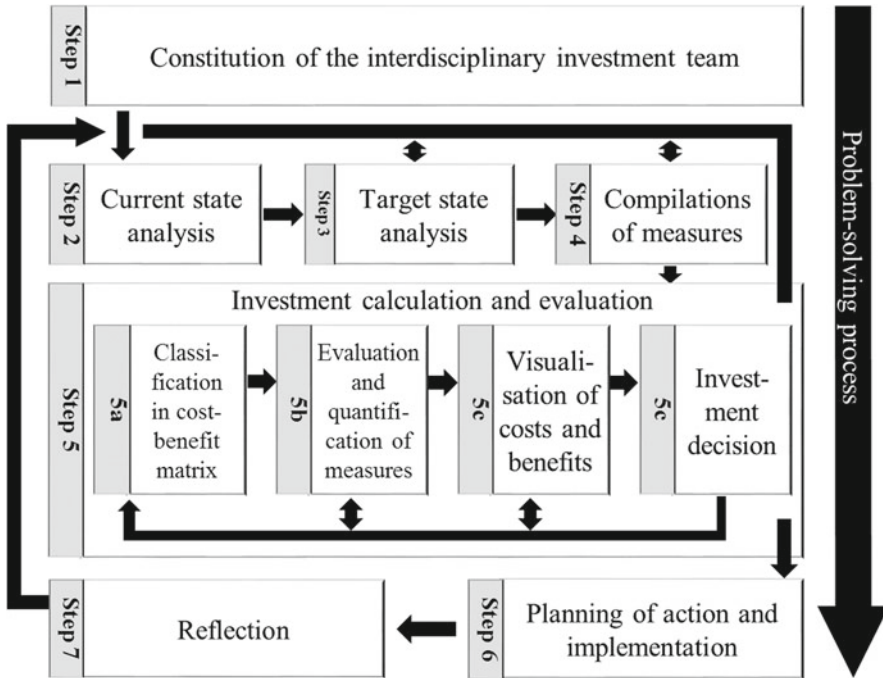 Step 1
Constitution of the interdisciplinary investment team
Step 2
Current state
analysis
Step 3
Target state
analysis
Step 4
Compilations
of measures
Step 5
Investment calculation and evaluation
5a
Classi-
fication
in cost-
benefit
matrix
5b
Evaluation
and
quantifi-
cation of
measures
5c
Visuali-
sation of
costs and
benefits
5c
Invest-
ment
decision
Step 6
Planning of action and
implementation
Step 7
Reflection
Problem-solving process